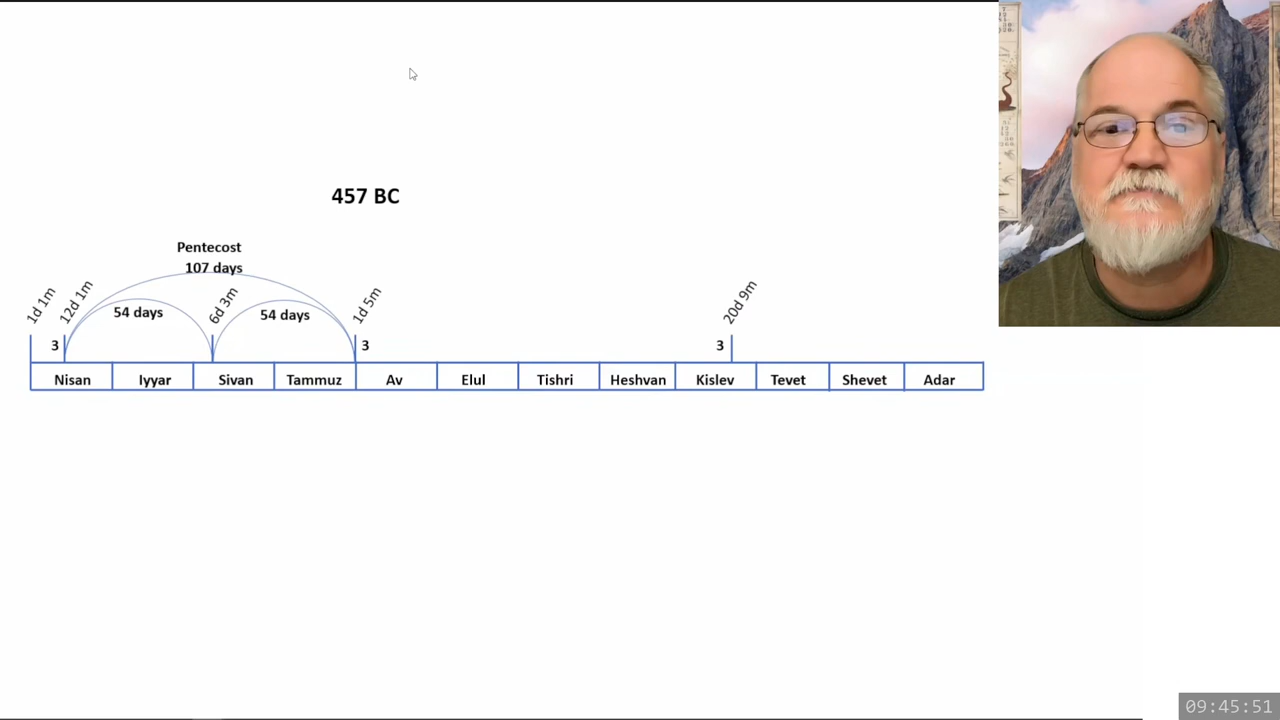 457 BC
Pentecost
107 days
1d 1m
12d 1m
54 days
6d 3m
54 days
1d 5m
20d 9m
3
3
3
Nisan Iyyar Sivan Tammuz Av Elul Tishri Heshvan Kislev Tevet Shevet Adar
09:45:51